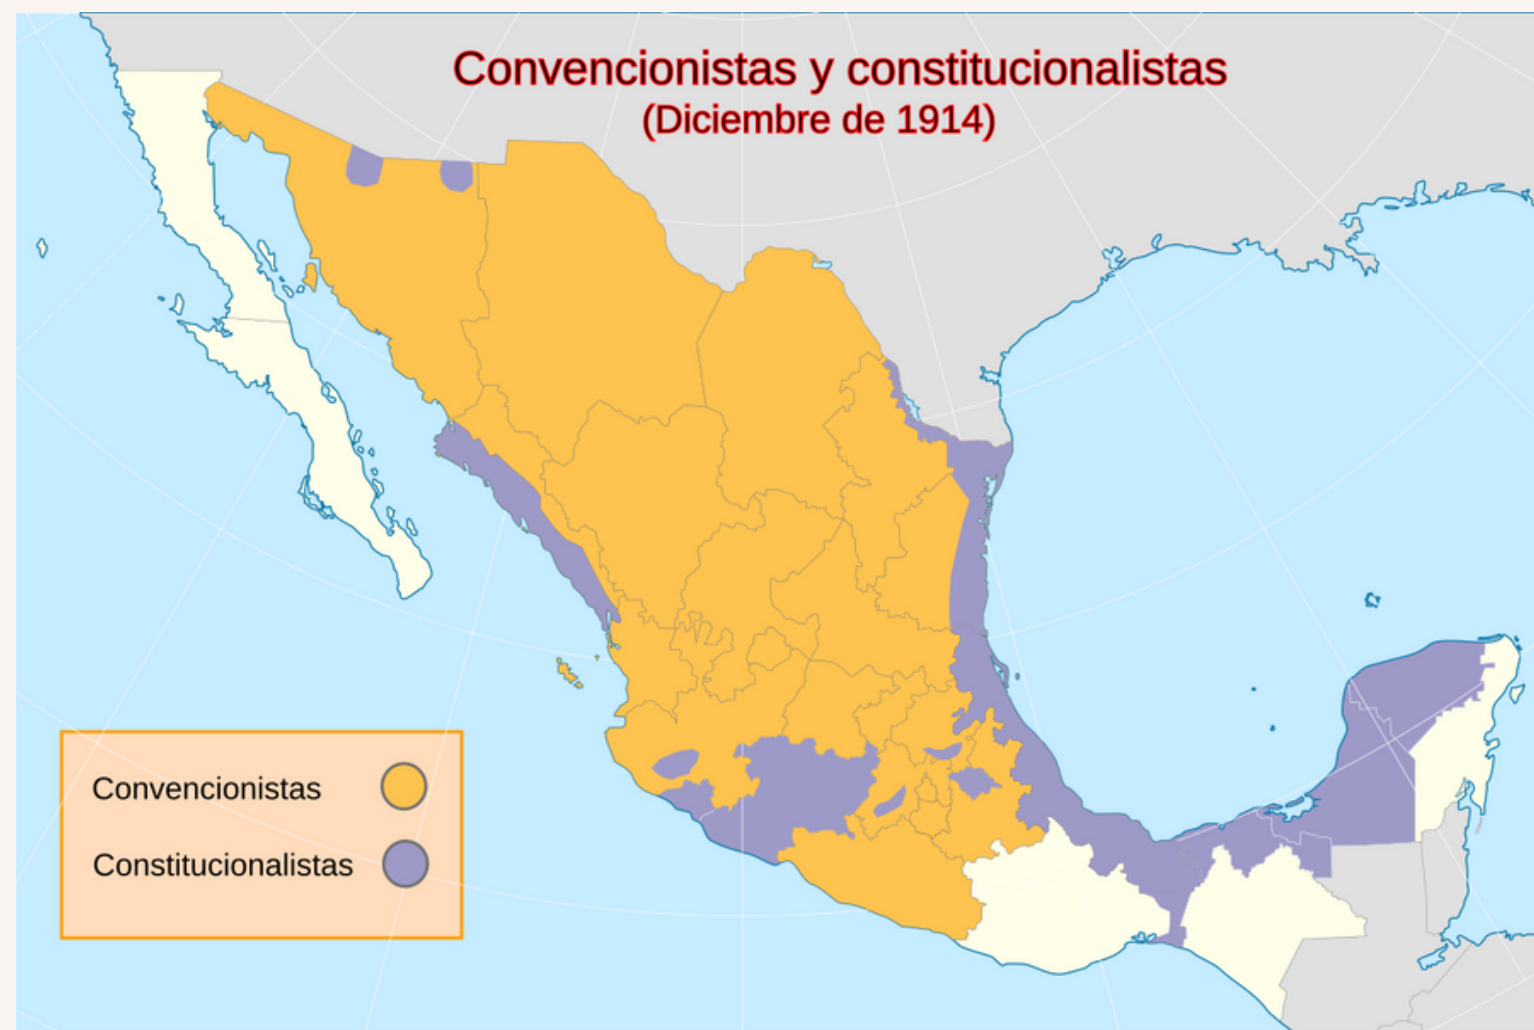 Convencionistas y constitucionalistas
(Diciembre de 1914)
Convencionistas
Constitucionalistas